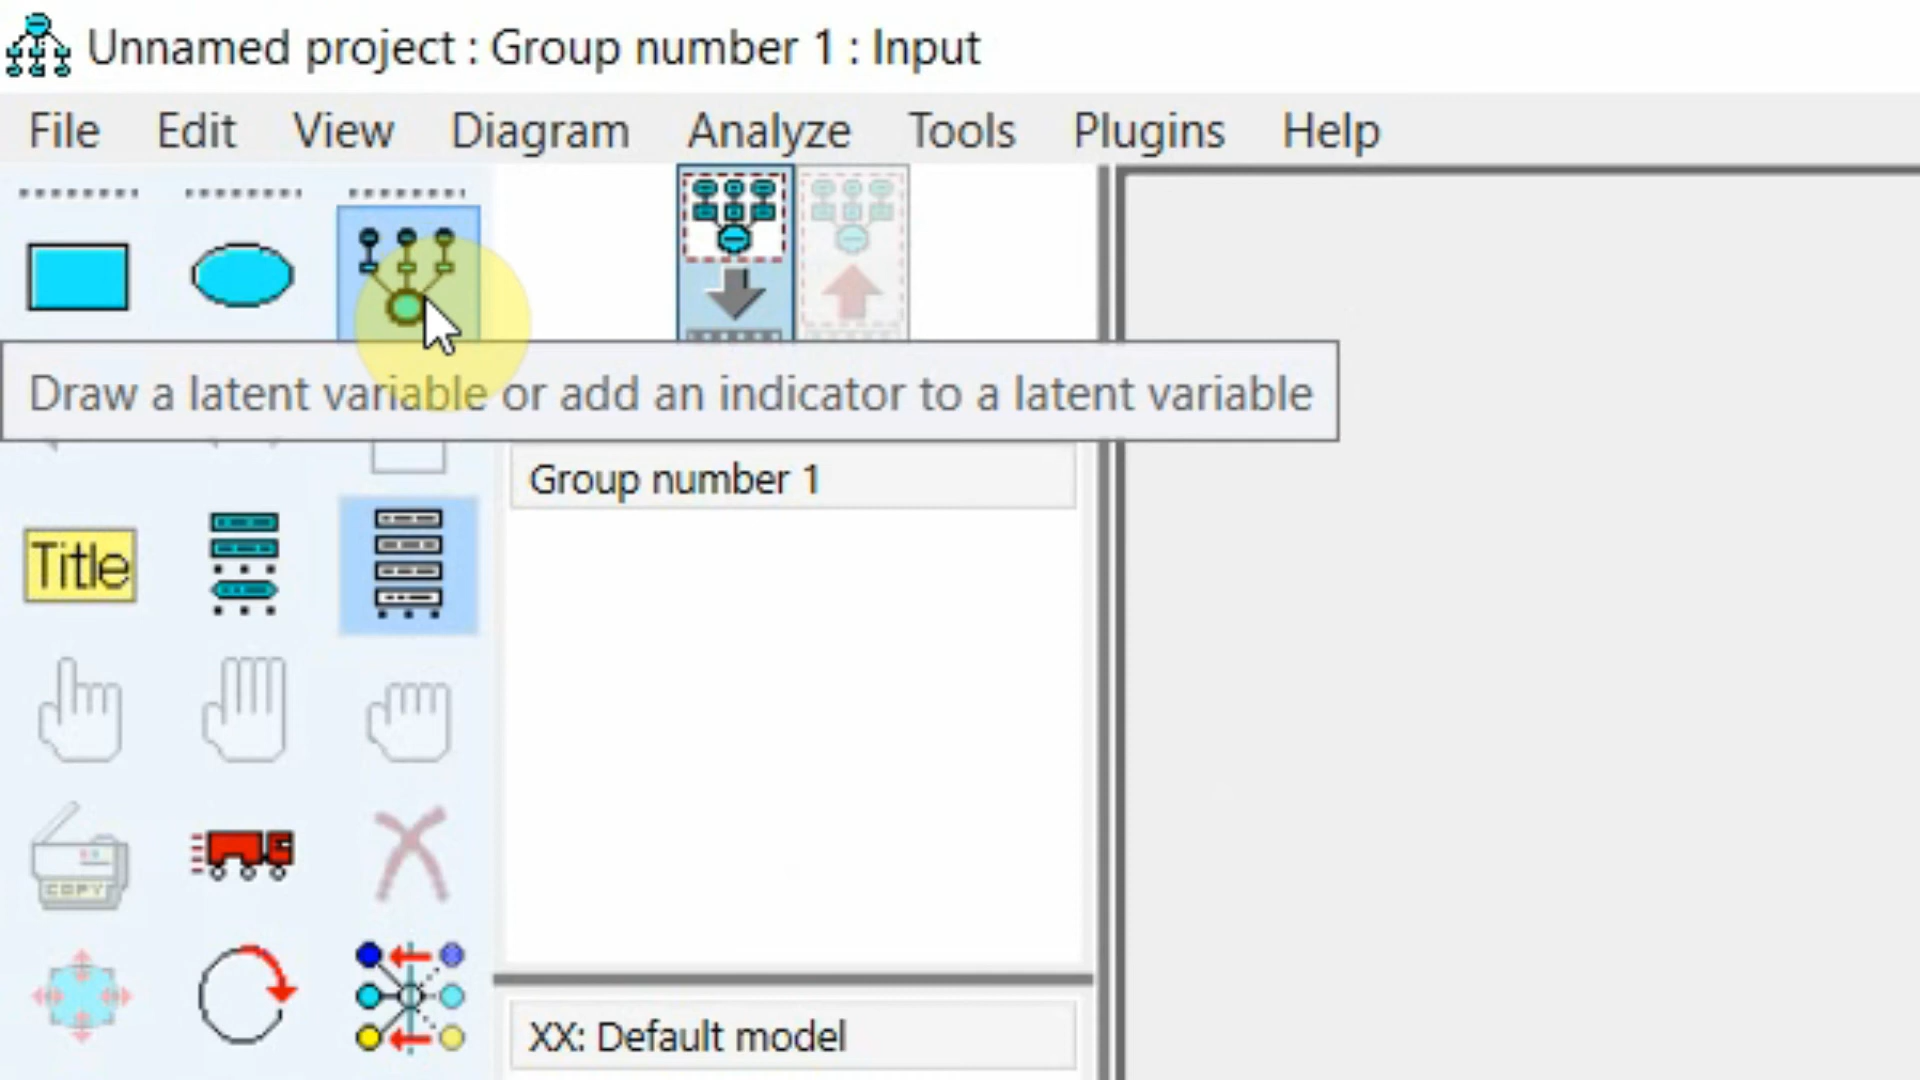 Unnamed project : Group number 1 : Input
File Edit View Diagram Analyze Tools Plugins Help
Draw a latent variable or add an indicator to a latent variable
Group number 1
Title
COPY
XX: Default model